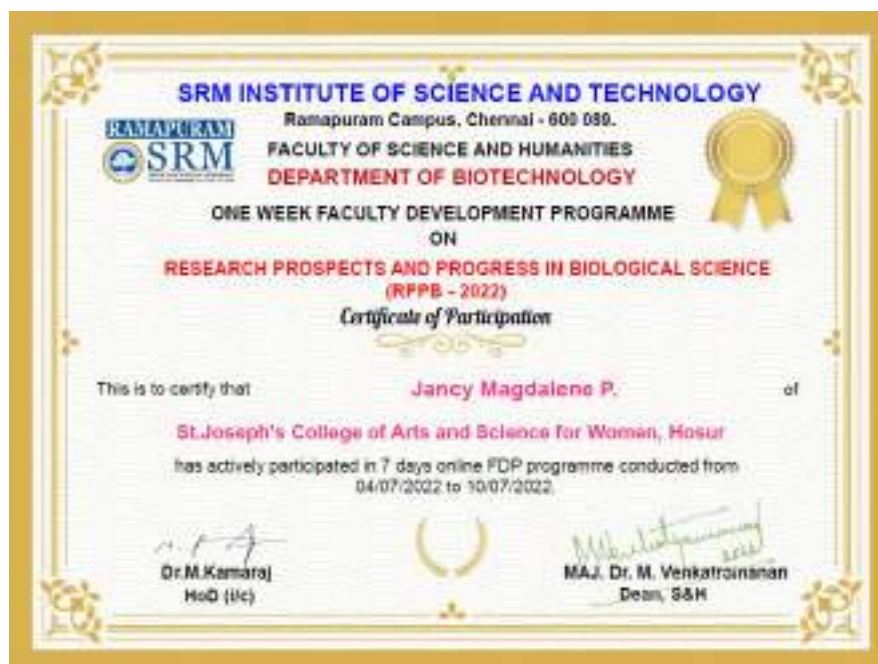 SRM INSTITUTE OF SCIENCE AND TECHNOLOGY
Ramapuram Campus, Chennai - 600 089.
RAMAPURAM
SRM
FACULTY OF SCIENCE AND HUMANITIES
DEPARTMENT OF BIOTECHNOLOGY
ONE WEEK FACULTY DEVELOPMENT PROGRAMME
ON
RESEARCH PROSPECTS AND PROGRESS IN BIOLOGICAL SCIENCE
(RPPB - 2022)
Certificate of Participation
This is to certify that Jancy Magdalene P. of
St.Joseph's College of Arts and Science for Women, Hosur
has actively participated in 7 days online FDP programme conducted from
04/07/2022 to 10/07/2022.
Dr.M.Kamaraj
HoD (i/c)
MAJ. Dr. M. Venkatramanan
Dean, S&H